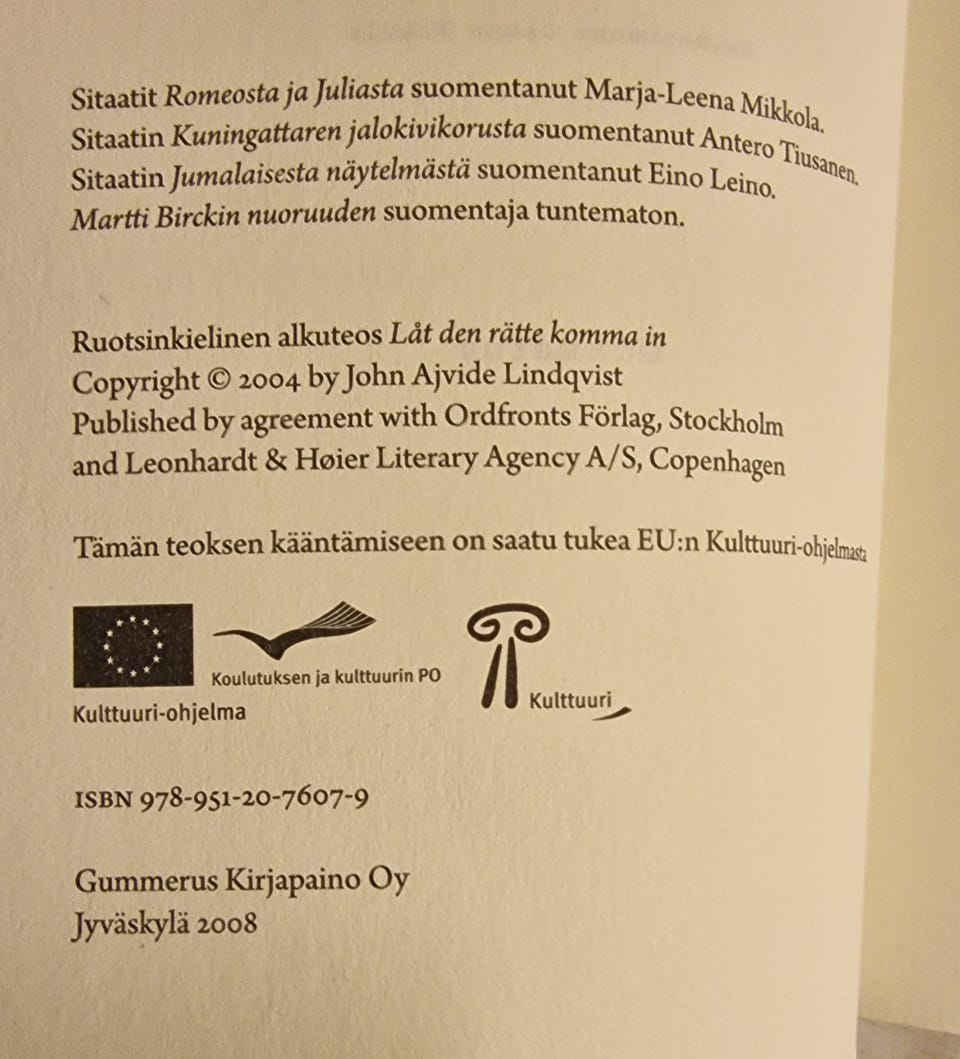 Sitaatit Romeosta ja Juliasta suomentanut Marja-Leena Mikkola.
Sitaatin Kuningattaren jalokivikorusta suomentanut Antero Tiusanen.
Sitaatin Jumalaisesta näytelmästä suomentanut Eino Leino.
Martti Birckin nuoruuden suomentaja tuntematon.
Ruotsinkielinen alkuteos Låt den rätte komma in
Copyright © 2004 by John Ajvide Lindqvist
Published by agreement with Ordfronts Förlag, Stockholm
and Leonhardt & Høier Literary Agency A/S, Copenhagen
Tämän teoksen kääntämiseen on saatu tukea EU:n Kulttuuri-ohjelmasta
Koulutuksen ja kulttuurin PO
Kulttuuri-ohjelma
Kulttuuri
ISBN 978-951-20-7607-9
Gummerus Kirjapaino Oy
Jyväskylä 2008